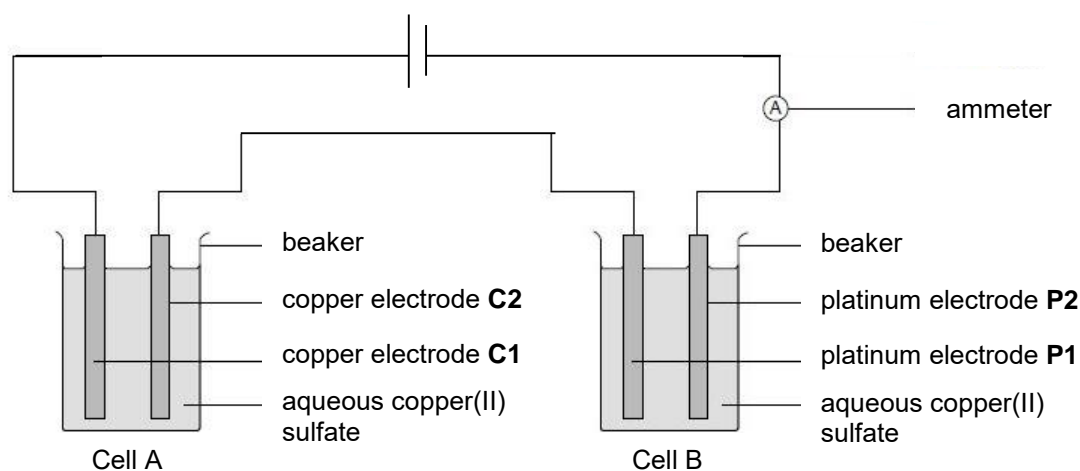 A
ammeter
beaker
copper electrode C2
copper electrode C1
aqueous copper(II)
sulfate
Cell A
beaker
platinum electrode P2
platinum electrode P1
aqueous copper(II)
sulfate
Cell B